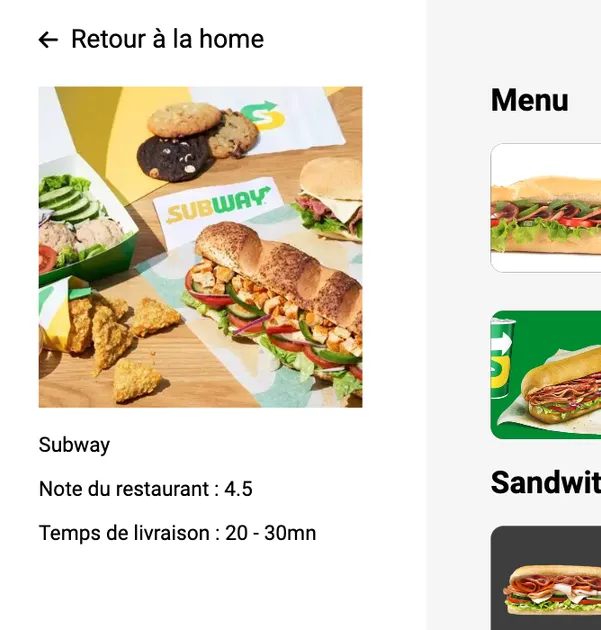 ← Retour à la home
SUBWAY
Subway
Note du restaurant : 4.5
Temps de livraison : 20 - 30mn
Menu
Sandwit